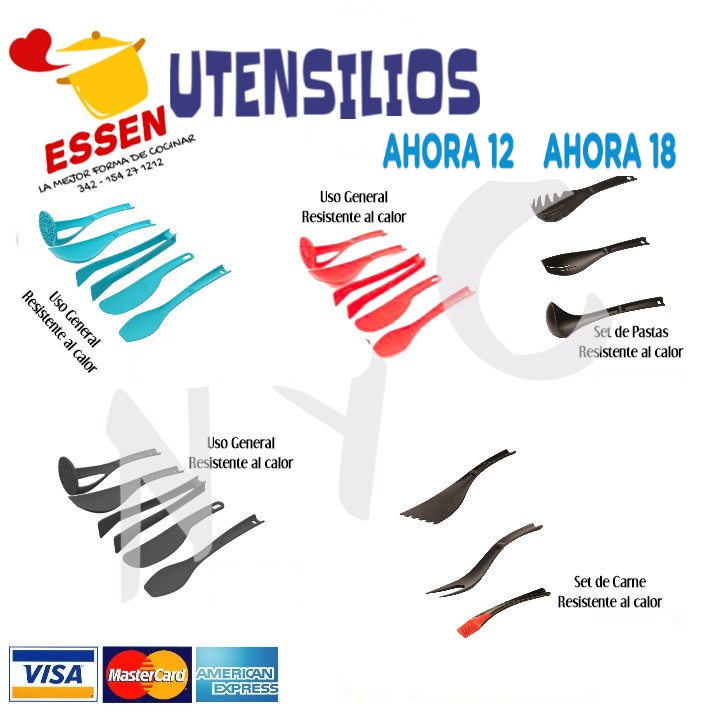 UTENSILIOS
ESSEN
LA MEJOR FORMA DE COCINAR
342 - 154 27 1212
AHORA 12 AHORA 18
Uso General
Resistente al calor
Uso General
Resistente al calor
Set de Pastas
Resistente al calor
Uso General
Resistente al calor
Set de Carne
Resistente al calor
NyC
VISA
MasterCard
AMERICAN
EXPRESS